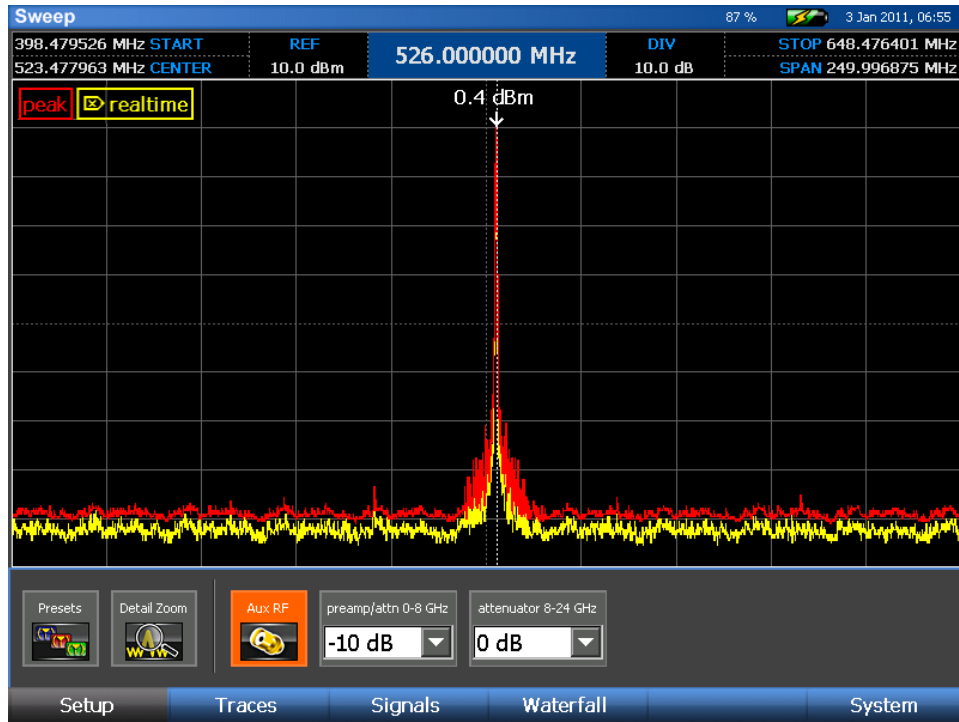 Sweep 87 % 3 Jan 2011, 06:55
398.479526 MHz START REF 526.000000 MHz DIV STOP 648.476401 MHz
523.477963 MHz CENTER 10.0 dBm 10.0 dB SPAN 249.996875 MHz
peak realtime 0.4 dBm
Presets Detail Zoom Aux RF preamp/attn 0-8 GHz attenuator 8-24 GHz
-10 dB 0 dB
Setup Traces Signals Waterfall System